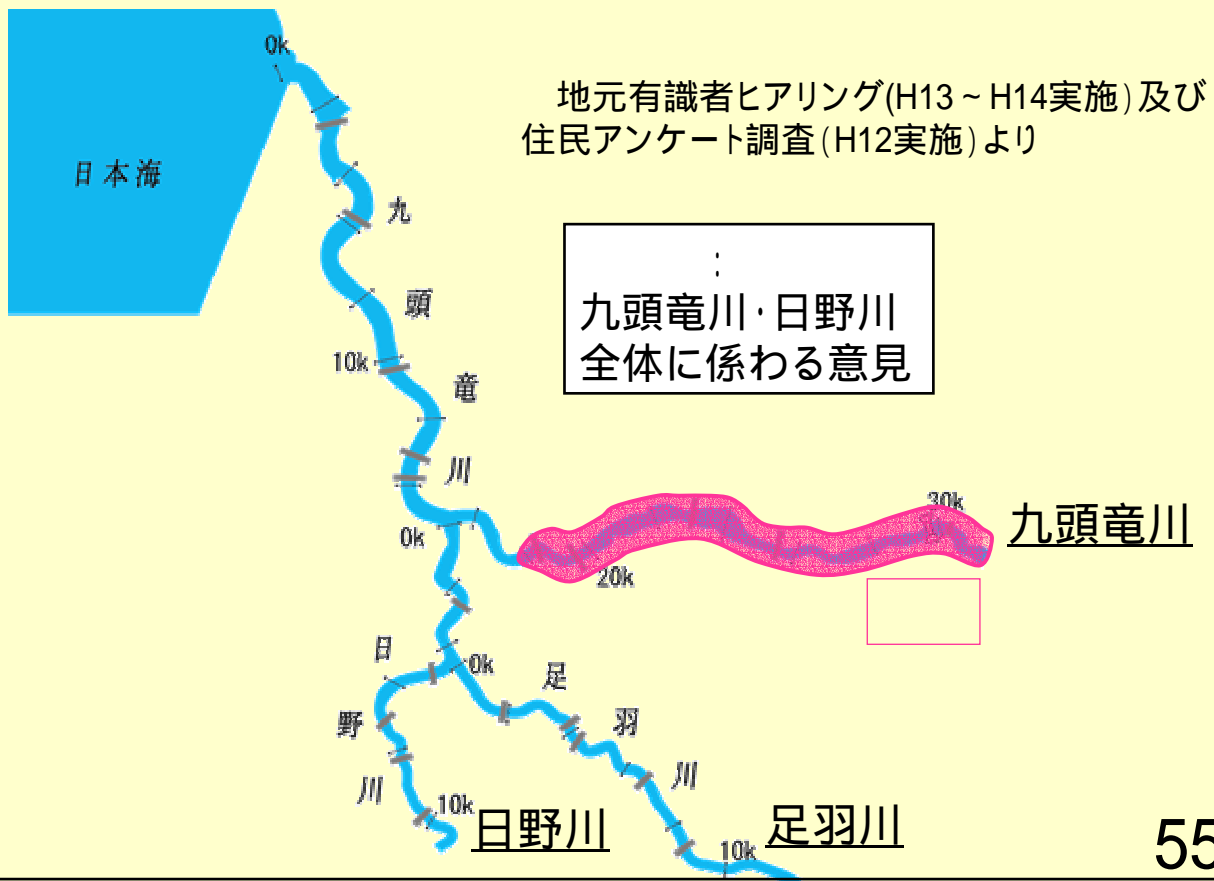 0k
地元有識者ヒアリング(H13~H14実施)及び
住民アンケート調査(H12実施)より
日本海
九頭竜川
:
九頭竜川・日野川
全体に係わる意見
10k
0k
30k
九頭竜川
20k
日野川
0k
足羽川
10k
日野川
10k
足羽川
55